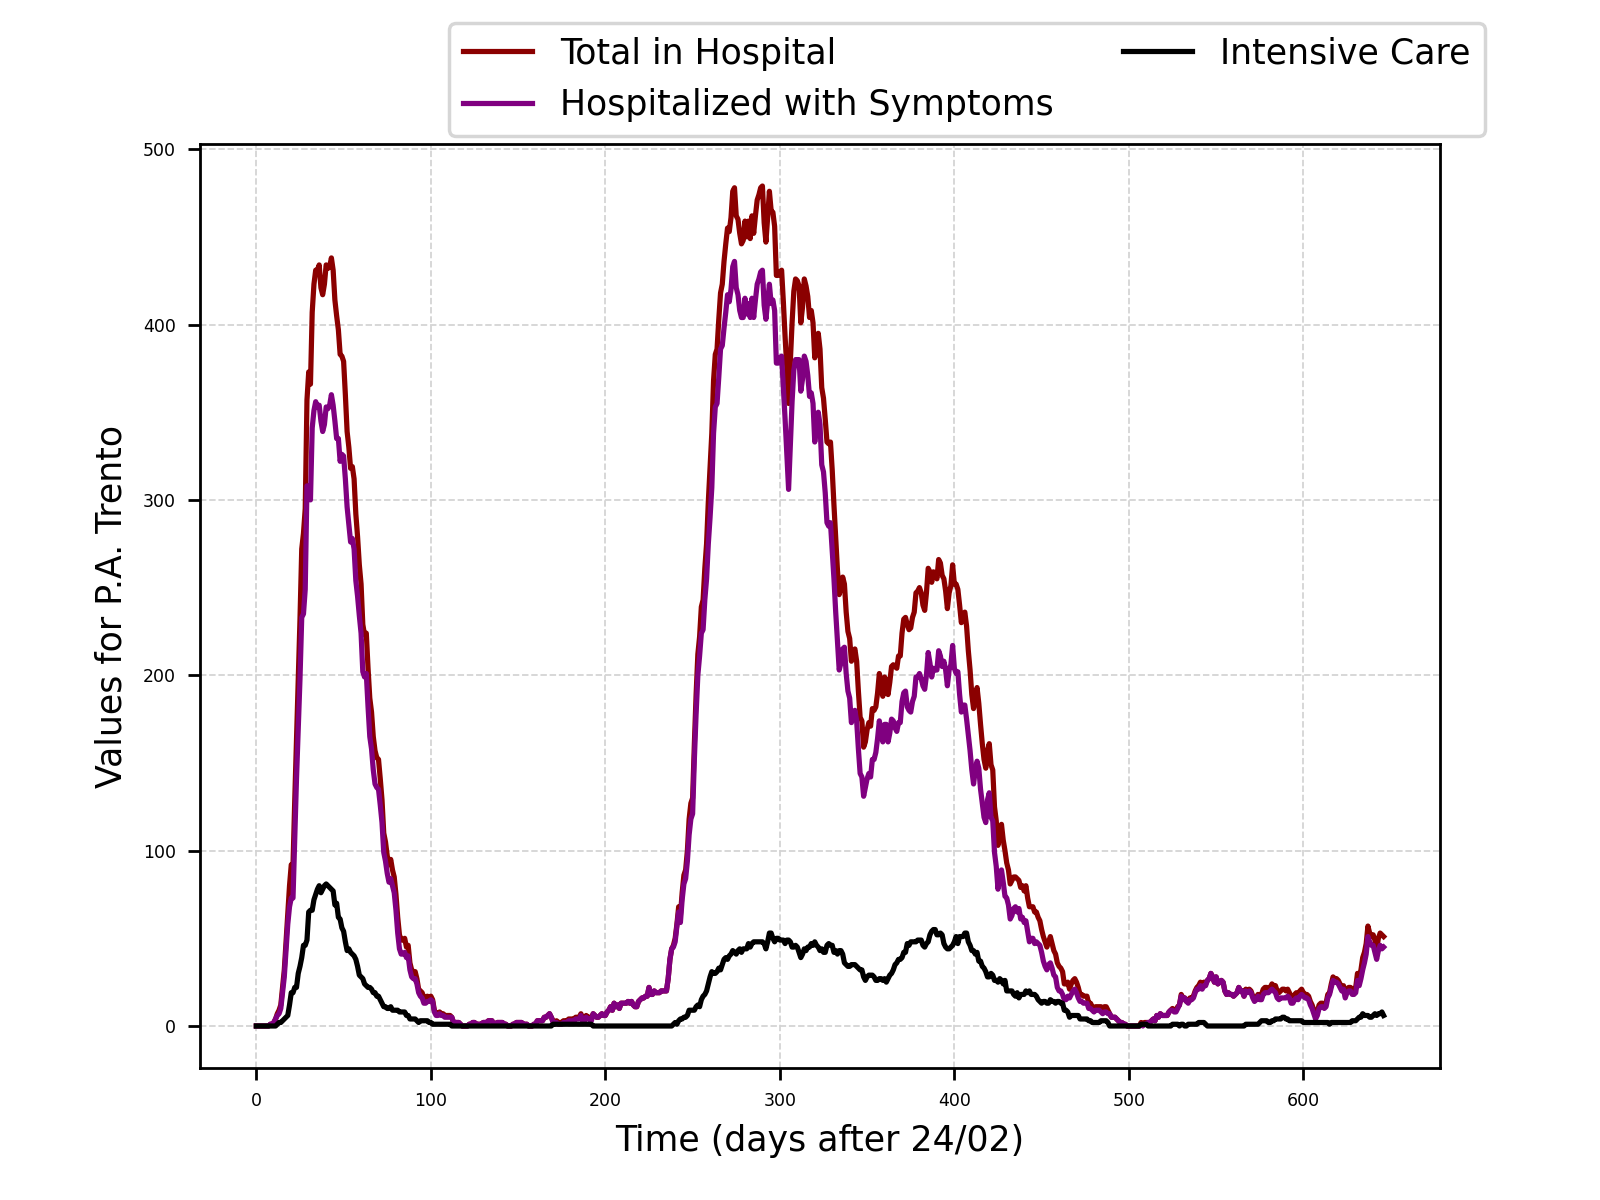 Total in Hospital
Hospitalized with Symptoms
Intensive Care
500
400
300
200
100
0
Values for P.A. Trento
0 100 200 300 400 500 600
Time (days after 24/02)